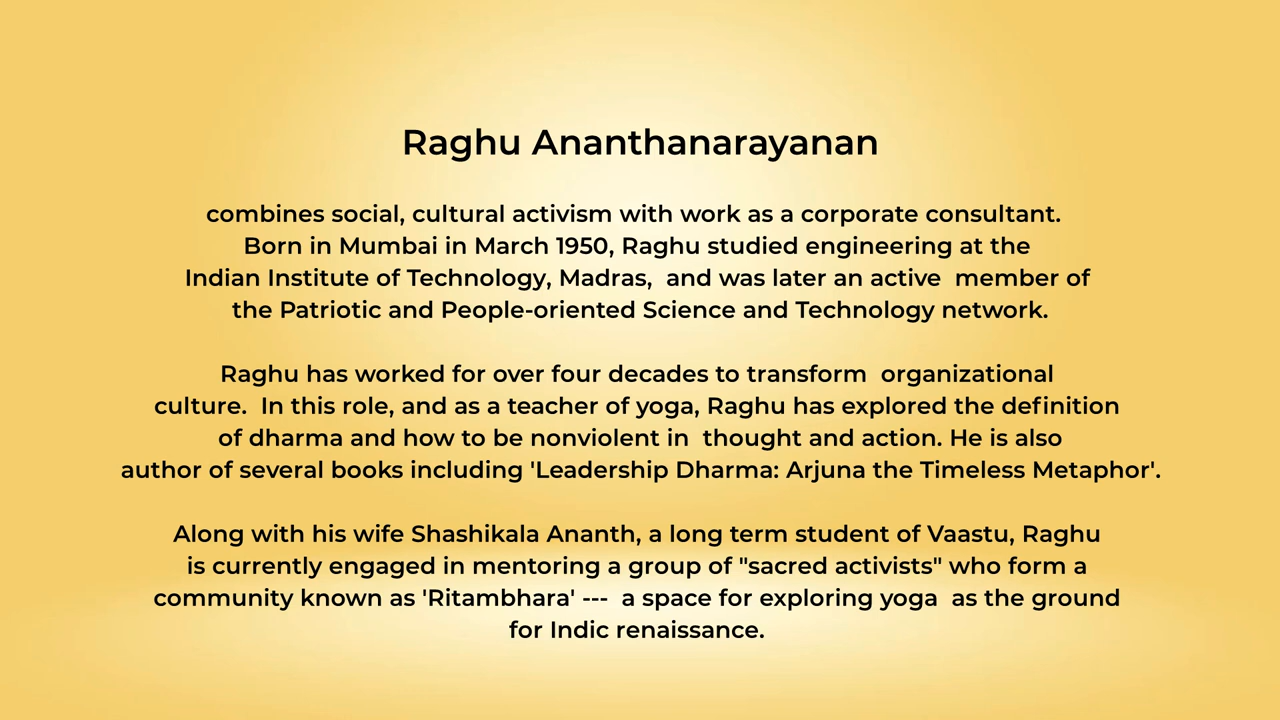 Raghu Ananthanarayanan
combines social, cultural activism with work as a corporate consultant.
Born in Mumbai in March 1950, Raghu studied engineering at the
Indian Institute of Technology, Madras,  and was later an active  member of
the Patriotic and People-oriented Science and Technology network.
Raghu has worked for over four decades to transform  organizational
culture.  In this role, and as a teacher of yoga, Raghu has explored the definition
of dharma and how to be nonviolent in  thought and action. He is also
author of several books including 'Leadership Dharma: Arjuna the Timeless Metaphor'.
Along with his wife Shashikala Ananth, a long term student of Vaastu, Raghu
is currently engaged in mentoring a group of "sacred activists" who form a
community known as 'Ritambhara' ---  a space for exploring yoga  as the ground
for Indic renaissance.